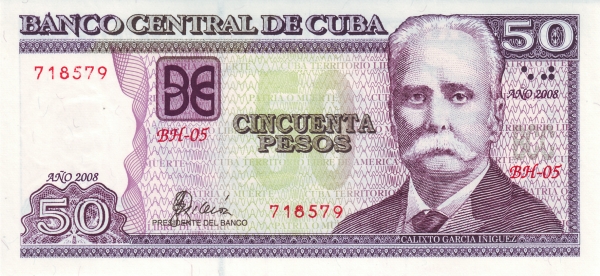 BANCO CENTRAL DE CUBA
50
718579
AÑO 2008
BH-05
CINCUENTA
PESOS
BH-05
AÑO 2008
50
PRESIDENTE DEL BANCO
718579
CALIXTO GARCIA IÑIGUEZ